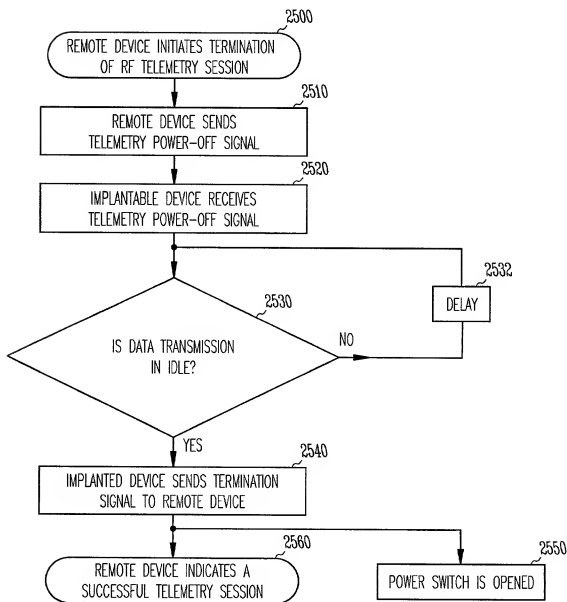 2500
REMOTE DEVICE INITIATES TERMINATION
OF RF TELEMETRY SESSION
2510
REMOTE DEVICE SENDS
TELEMETRY POWER-OFF SIGNAL
2520
IMPLANTABLE DEVICE RECEIVES
TELEMETRY POWER-OFF SIGNAL
2532
DELAY
2530
IS DATA TRANSMISSION
IN IDLE?
NO
YES
2540
IMPLANTED DEVICE SENDS TERMINATION
SIGNAL TO REMOTE DEVICE
2560
REMOTE DEVICE INDICATES A
SUCCESSFUL TELEMETRY SESSION
2550
POWER SWITCH IS OPENED